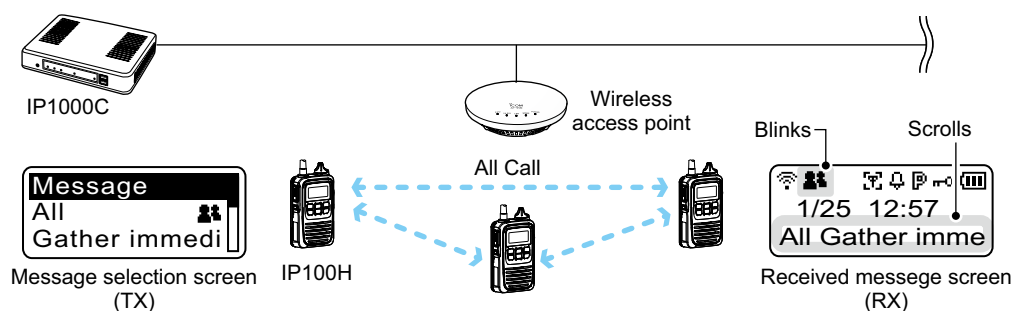 IP1000C
Wireless
access point
Blinks
Scrolls
Message
All
Gather immedi
All Call
P
1/25 12:57
All Gather imme
IP100H
Message selection screen
(TX)
Received messege screen
(RX)